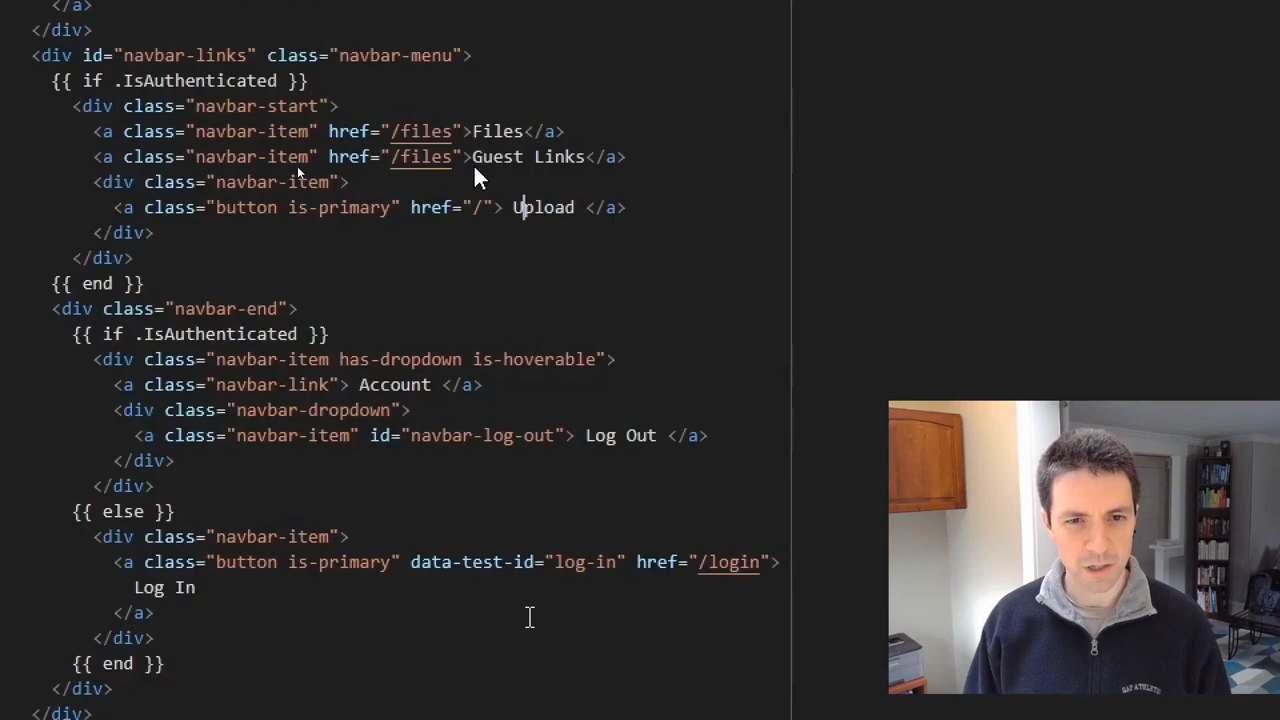 </a>
</div>
<div id="navbar-links" class="navbar-menu">
{{ if .IsAuthenticated }}
<div class="navbar-start">
<a class="navbar-item" href="/files">Files</a>
<a class="navbar-item" href="/files">Guest Links</a>
<div class="navbar-item">
<a class="button is-primary" href="/"> Upload </a>
</div>
</div>
{{ end }}
<div class="navbar-end">
{{ if .IsAuthenticated }}
<div class="navbar-item has-dropdown is-hoverable">
<a class="navbar-link"> Account </a>
<div class="navbar-dropdown">
<a class="navbar-item" id="navbar-log-out"> Log Out </a>
</div>
</div>
{{ else }}
<div class="navbar-item">
<a class="button is-primary" data-test-id="log-in" href="/login">
Log In
</a>
</div>
{{ end }}
</div>
</div>